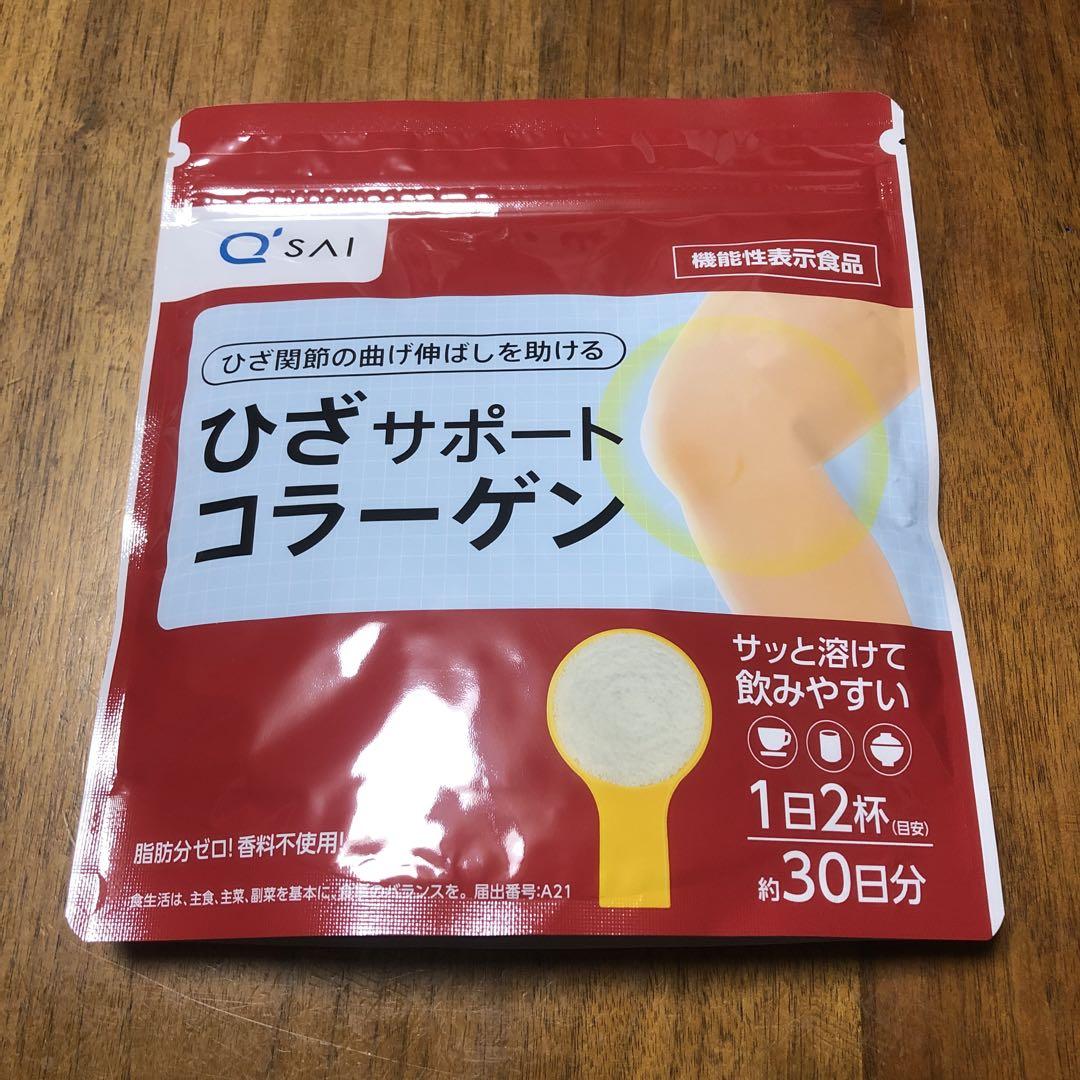 Q'SAI
機能性表示食品
ひざ関節の曲げ伸ばしを助ける
ひざサポート
コラーゲン
サッと溶けて
飲みやすい
1日2杯(目安)
約30日分
脂肪分ゼロ!香料不使用!
食生活は、主食、主菜、副菜を基本に、のバランスを。届出番号:A21